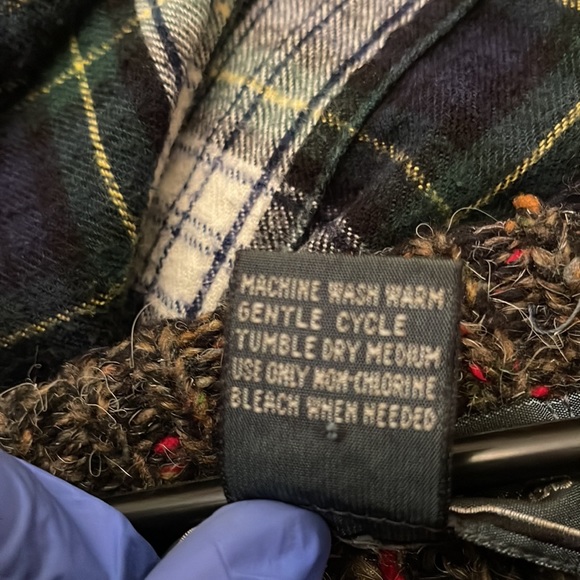 MACHINE WASH WARM
GENTLE CYCLE
TUMBLE DRY MEDIUM
USE ONLY NON-CHLORINE
BLEACH WHEN NEEDED